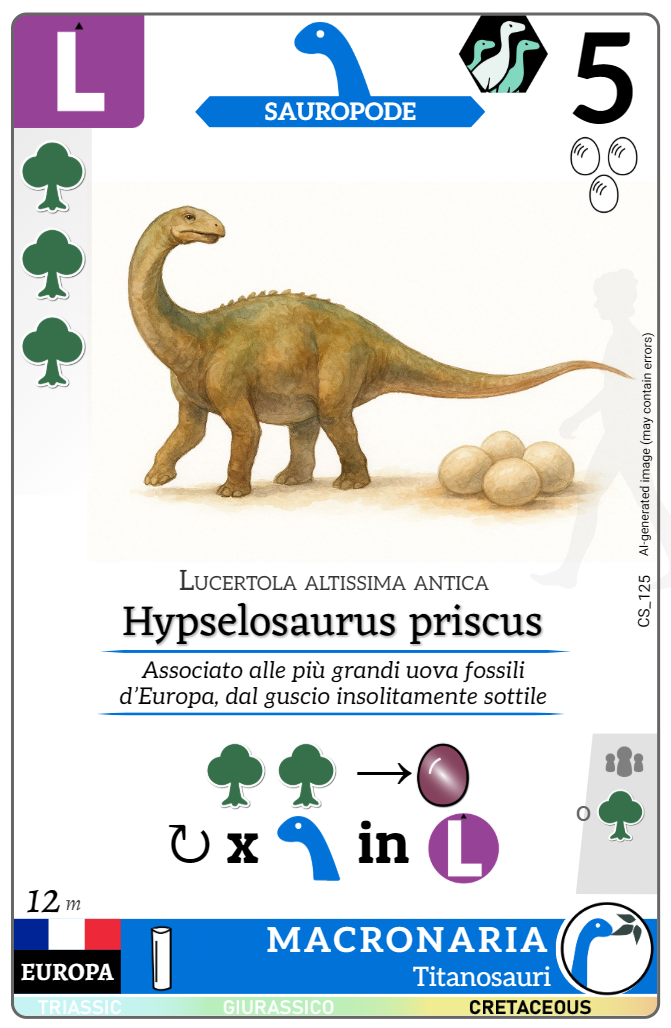 L
SAUROPODE
5
AI-generated image (may contain errors)
CS_125
Lucertola altissima antica
Hypselosaurus priscus
Associato alle più grandi uova fossili
d'Europa, dal guscio insolitamente sottile
o
x in L
12 m
EUROPA
MACRONARIA
Titanosauri
TRIASSIC GIURASSICO CRETACEOUS